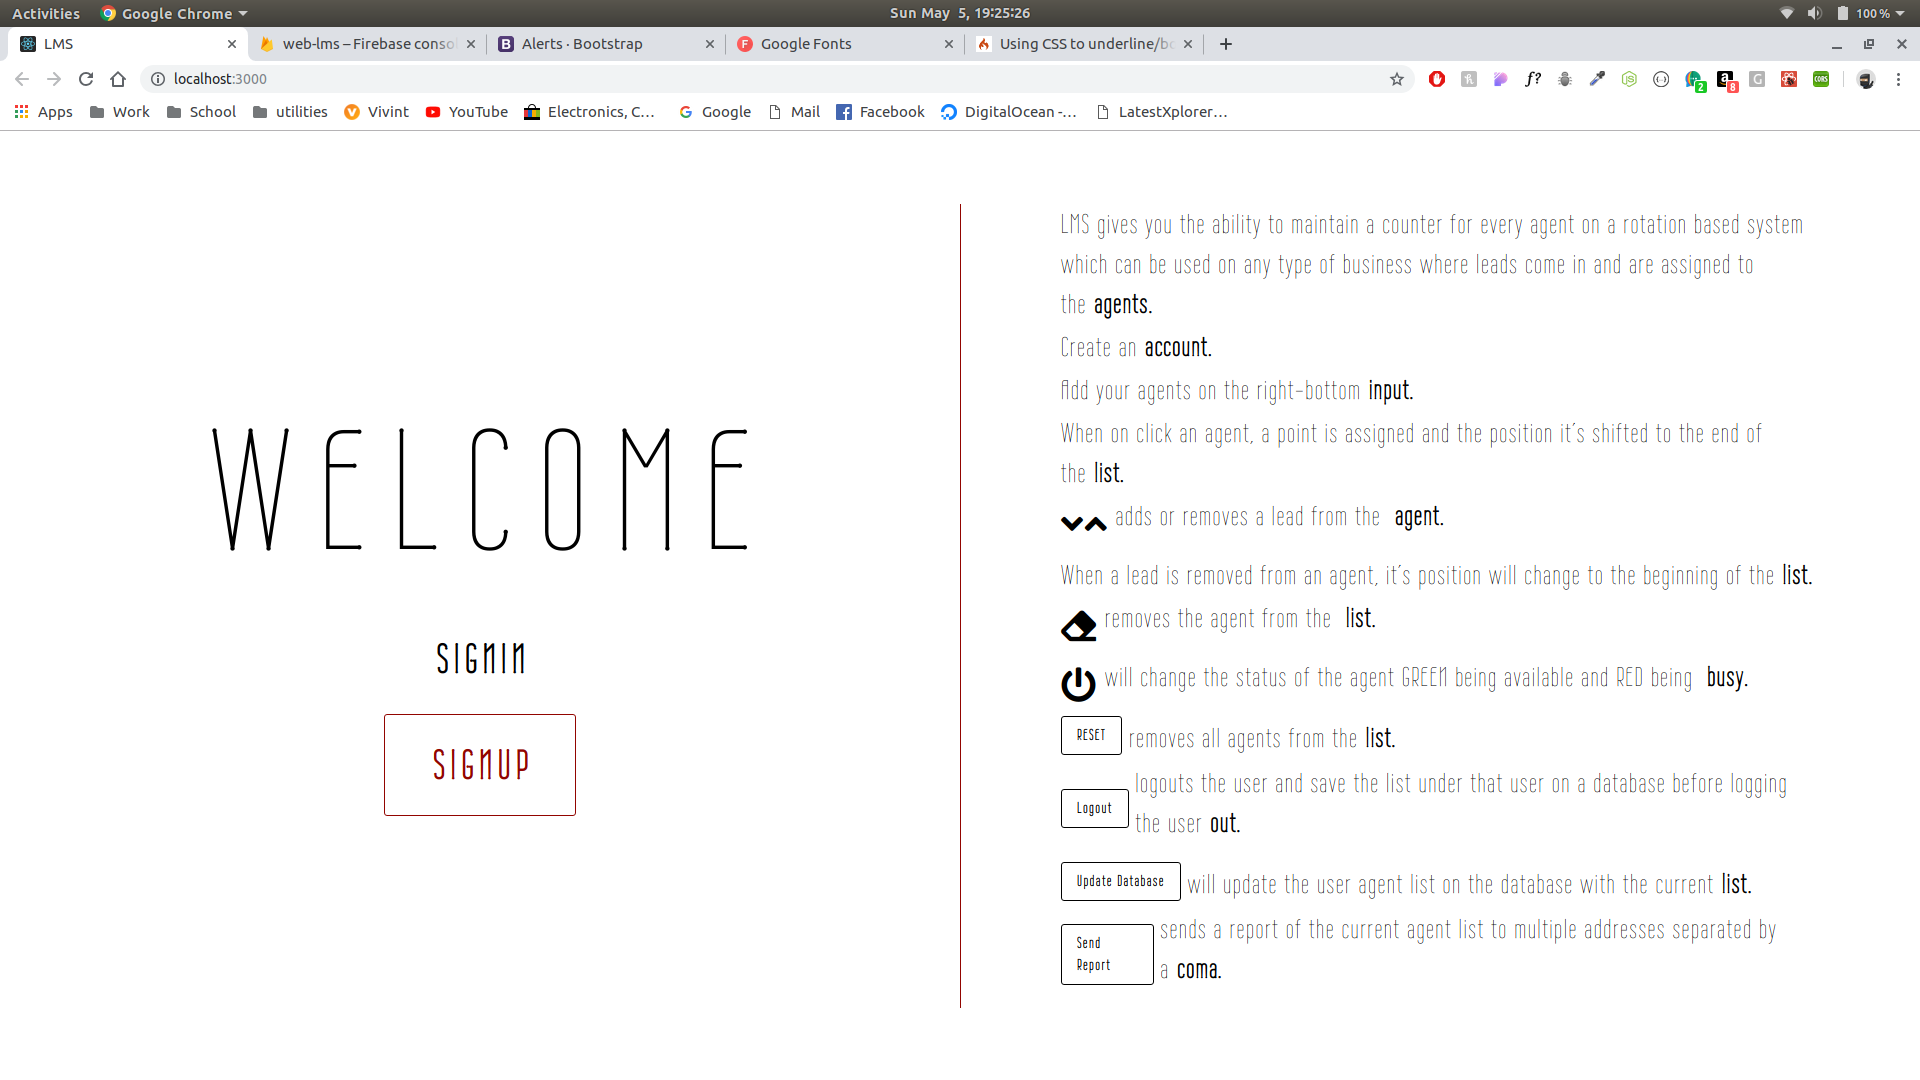 Activities Google Chrome Sun May 5, 19:25:26 100 %
LMS web-lms – Firebase consol Alerts · Bootstrap Google Fonts Using CSS to underline/bo
localhost:3000
Apps Work School utilities Vivint YouTube Electronics, C... Google Mail Facebook DigitalOcean -... LatestXplorer...
WELCOME
SIGNIN
SIGNUP
LMS gives you the ability to maintain a counter for every agent on a rotation based system
which can be used on any type of business where leads come in and are assigned to
the agents.
Create an account.
Add your agents on the right-bottom input.
When on click an agent, a point is assigned and the position it's shifted to the end of
the list.
adds or removes a lead from the agent.
When a lead is removed from an agent, it's position will change to the beginning of the list.
removes the agent from the list.
will change the status of the agent GREEN being available and RED being busy.
RESET removes all agents from the list.
Logout logouts the user and save the list under that user on a database before logging
the user out.
Update Database will update the user agent list on the database with the current list.
Send Report sends a report of the current agent list to multiple addresses separated by
a coma.